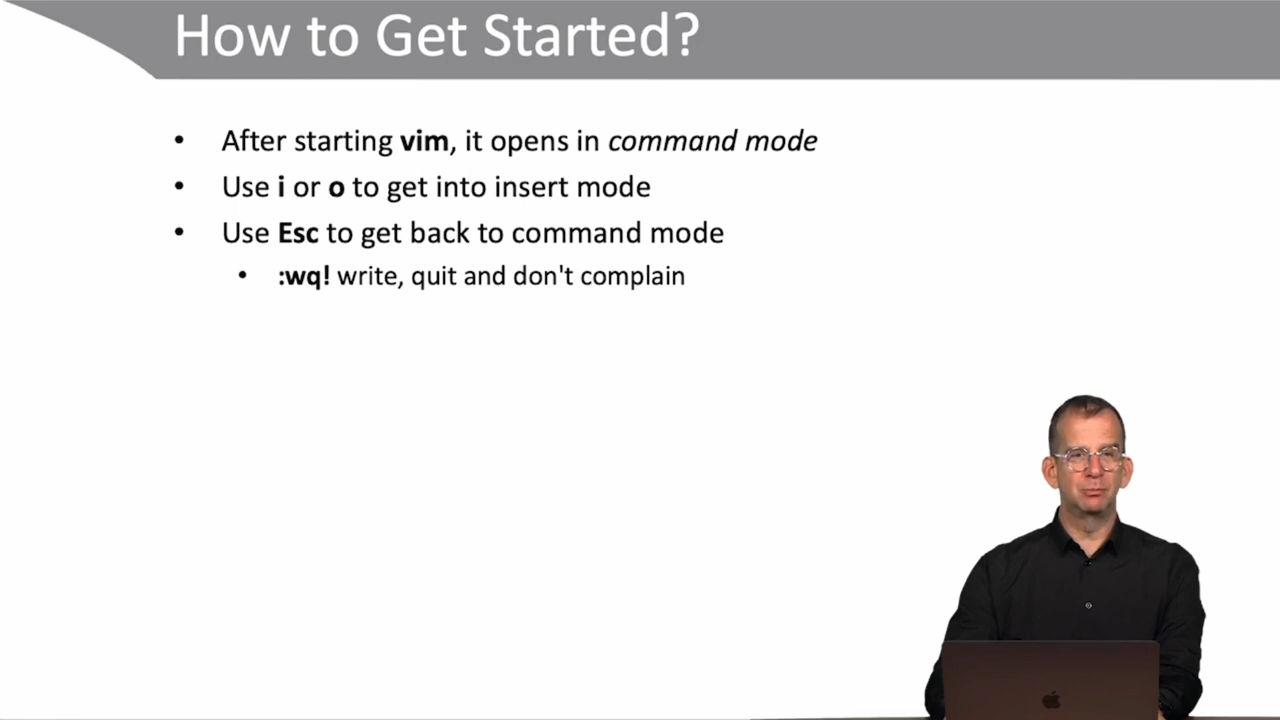 How to Get Started?
• After starting vim, it opens in command mode
• Use i or o to get into insert mode
• Use Esc to get back to command mode
• :wq! write, quit and don't complain